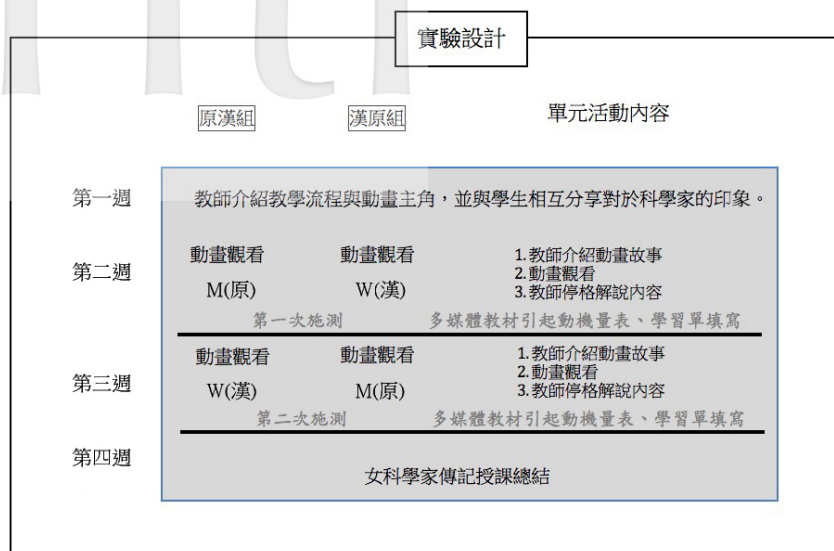 實驗設計
原漢組 漢原組 單元活動內容
第一週 教師介紹教學流程與動畫主角，並與學生相互分享對於科學家的印象。
第二週
動畫觀看 動畫觀看
M(原) W(漢)
1.教師介紹動畫故事
2.動畫觀看
3.教師停格解說內容
第一次施測 多媒體教材引起動機量表、學習單填寫
第三週
動畫觀看 動畫觀看
W(漢) M(原)
1.教師介紹動畫故事
2.動畫觀看
3.教師停格解說內容
第二次施測 多媒體教材引起動機量表、學習單填寫
第四週
女科學家傳記授課總結